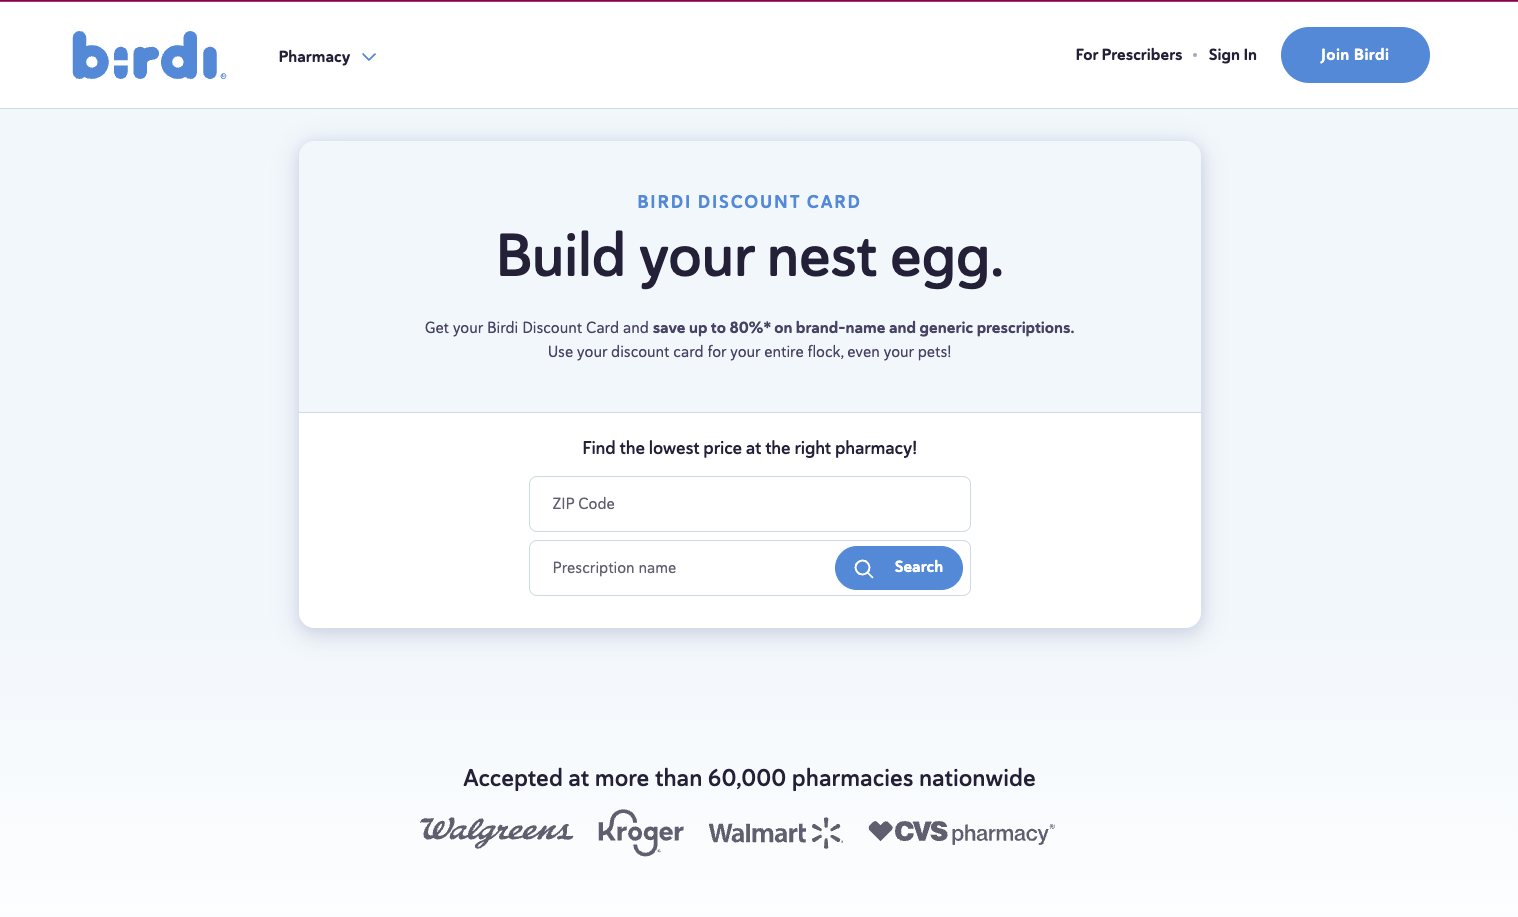 birdi®
Pharmacy
For Prescribers • Sign In
Join Birdi
BIRDI DISCOUNT CARD
Build your nest egg.
Get your Birdi Discount Card and save up to 80%* on brand-name and generic prescriptions.
Use your discount card for your entire flock, even your pets!
Find the lowest price at the right pharmacy!
ZIP Code
Prescription name
Search
Accepted at more than 60,000 pharmacies nationwide
Walgreens Kroger Walmart CVS pharmacy®